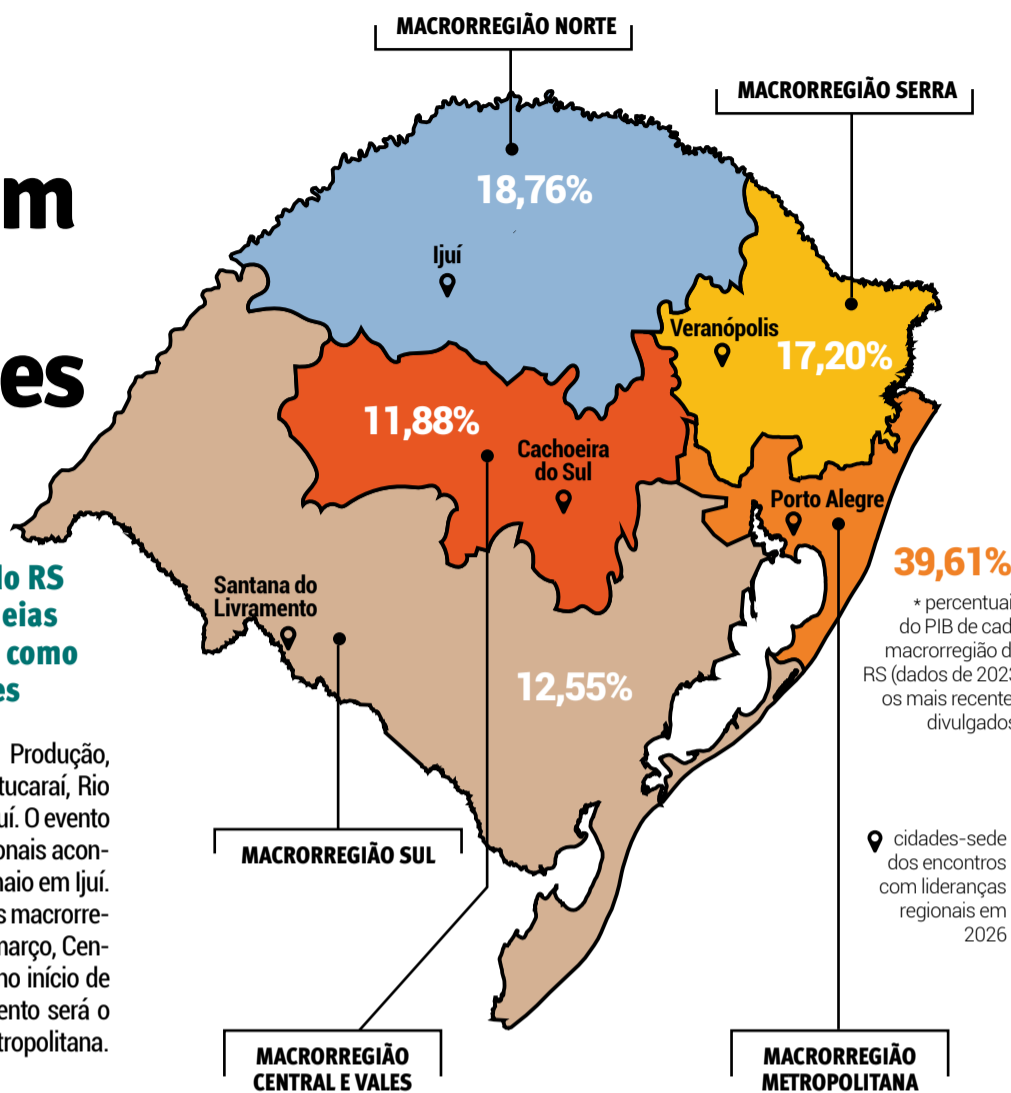 MACRORREGIÃO NORTE
MACRORREGIÃO SERRA
m
es
18,76%
Ijuí
Veranópolis
17,20%
11,88%
Cachoeira
do Sul
Porto Alegre
39,61%
* percentuai
do PIB de cad
macrorregião d
RS (dados de 2023
os mais recente
divulgados
Santana do
Livramento
12,55%
do RS
eias
como
es
Produção,
tucaraí, Rio
uí. O evento
onais acon-
naio em Ijuí.
s macrorre-
março, Cen-
no início de
ento será o
tropolitana.
cidades-sede
dos encontros
com lideranças
regionais em
2026
MACRORREGIÃO SUL
MACRORREGIÃO
CENTRAL E VALES
MACRORREGIÃO
METROPOLITANA